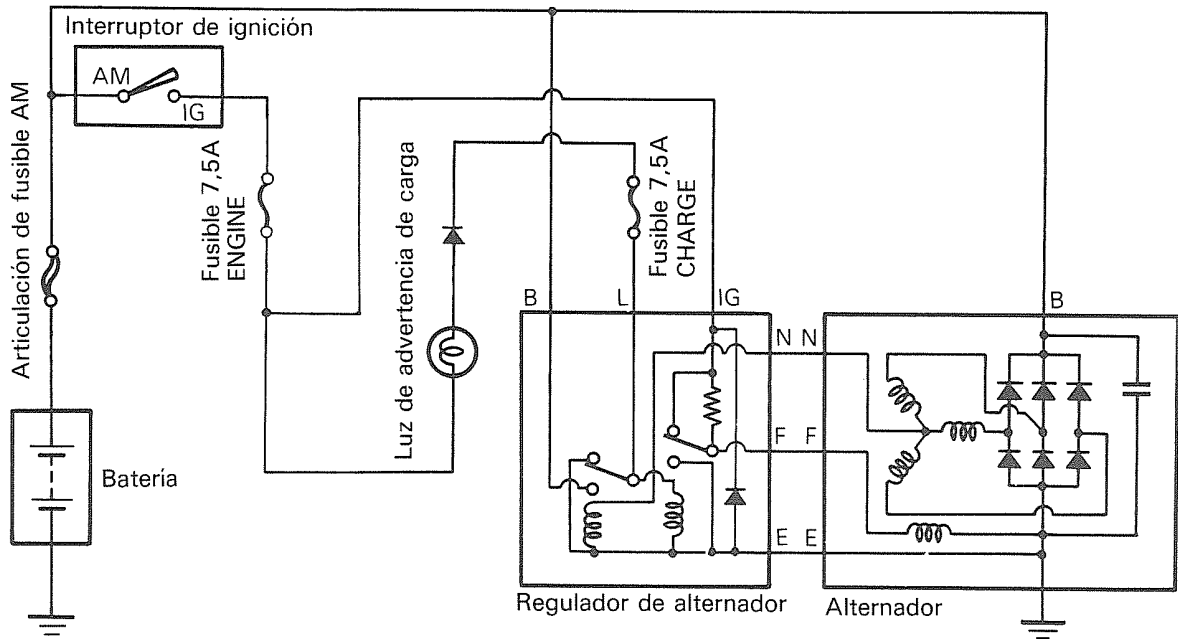 Interruptor de ignición
AM
IG
Articulación de fusible AM
Fusible 7,5A
ENGINE
Luz de advertencia de carga
Fusible 7,5A
CHARGE
B
L
IG
B
N N
F F
E E
Batería
Regulador de alternador
Alternador